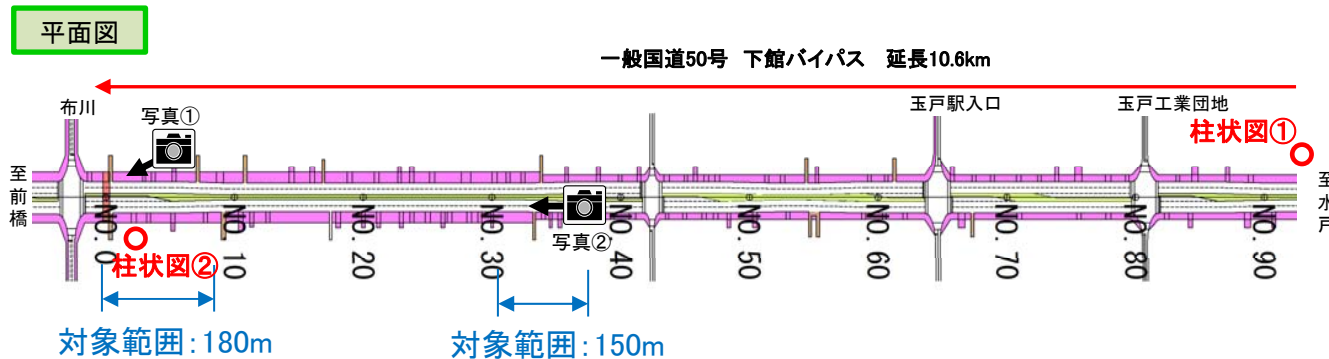 平面図
一般国道50号 下館バイパス 延長10.6km
布川
玉戸駅入口
玉戸工業団地
写真①
柱状図①
至前橋
至水戸
写真②
柱状図②
NO.0
NO.10
NO.20
NO.30
NO.40
NO.50
NO.60
NO.70
NO.80
NO.90
対象範囲:180m
対象範囲:150m